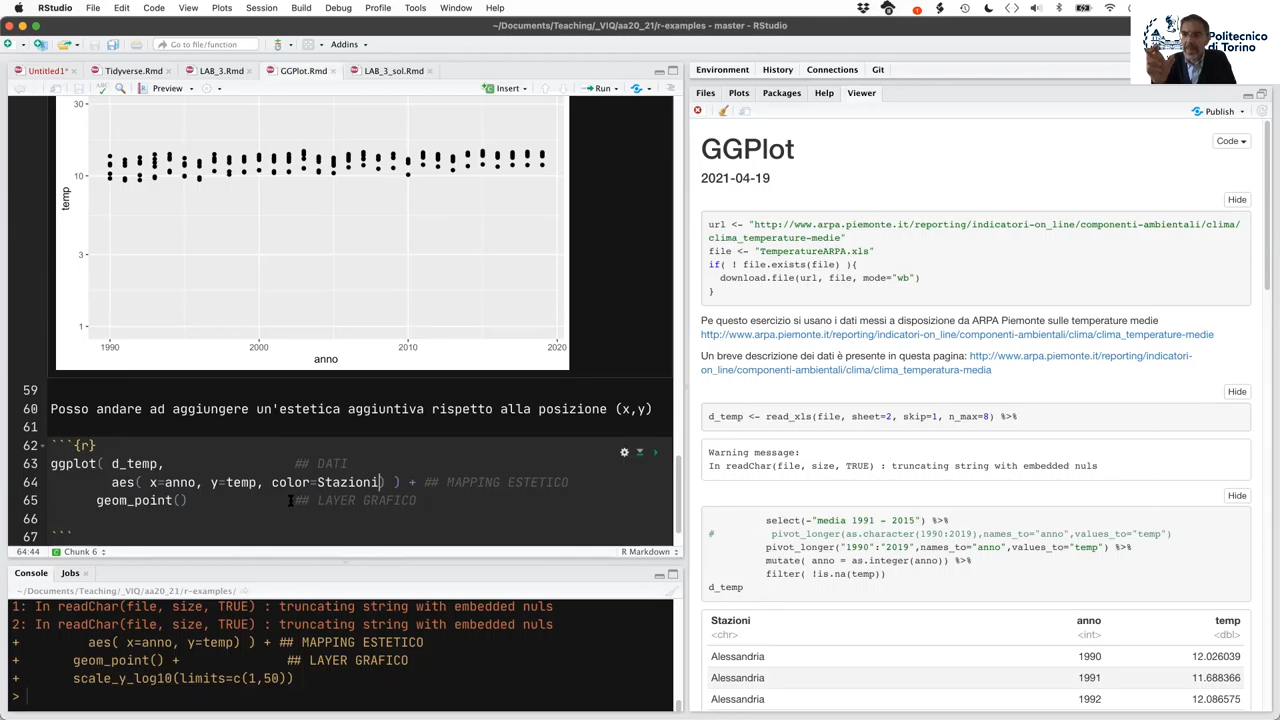 RStudio File Edit Code View Plots Session Build Debug Profile Tools Window Help
~/Documents/Teaching/_VIQ/aa20_21/r-examples - master - RStudio
Politecnico
di Torino
Go to file/function Addins
Untitled1* Tidyverse.Rmd LAB_3.Rmd GGPlot.Rmd LAB_3_sol.Rmd
Preview Insert Run
30
10
3
1
temp
1990 2000 2010 2020
anno
59
60 Posso andare ad aggiungere un'estetica aggiuntiva rispetto alla posizione (x,y)
61
62 ```{r}
63 ggplot( d_temp, ## DATI
64 aes( x=anno, y=temp, color=Stazioni) ) + ## MAPPING ESTETICO
65 geom_point() ## LAYER GRAFICO
66
67 ```
64:44 Chunk 6 R Markdown
Console Jobs
~/Documents/Teaching/_VIQ/aa20_21/r-examples/
1: In readChar(file, size, TRUE) : truncating string with embedded nuls
2: In readChar(file, size, TRUE) : truncating string with embedded nuls
+ aes( x=anno, y=temp) ) + ## MAPPING ESTETICO
+ geom_point() + ## LAYER GRAFICO
+ scale_y_log10(limits=c(1,50))
>
Environment History Connections Git
Files Plots Packages Help Viewer
Publish
GGPlot
Code
2021-04-19
Hide
url <- "http://www.arpa.piemonte.it/reporting/indicatori-on_line/componenti-ambientali/clima/
clima_temperature-medie"
file <- "TemperatureARPA.xls"
if( ! file.exists(file) ){
download.file(url, file, mode="wb")
}
Pe questo esercizio si usano i dati messi a disposizione da ARPA Piemonte sulle temperature medie
http://www.arpa.piemonte.it/reporting/indicatori-on_line/componenti-ambientali/clima/clima_temperature-medie
Un breve descrizione dei dati è presente in questa pagina: http://www.arpa.piemonte.it/reporting/indicatori-
on_line/componenti-ambientali/clima/clima_temperatura-media
Hide
d_temp <- read_xls(file, sheet=2, skip=1, n_max=8) %>%
Warning message:
In readChar(file, size, TRUE) : truncating string with embedded nuls
Hide
select(-"media 1991 - 2015") %>%
# pivot_longer(as.character(1990:2019),names_to="anno",values_to="temp")
pivot_longer("1990":"2019",names_to="anno",values_to="temp") %>%
mutate( anno = as.integer(anno)) %>%
filter( !is.na(temp))
d_temp
Stazioni anno temp
<chr> <int> <dbl>
Alessandria 1990 12.026039
Alessandria 1991 11.688366
Alessandria 1992 12.086575